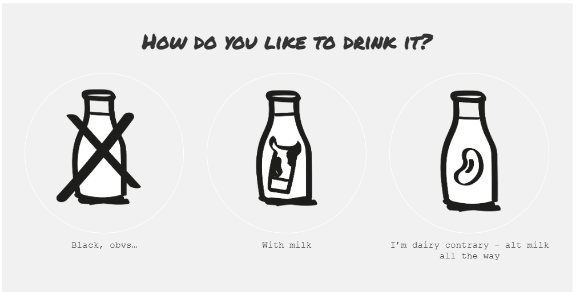 How do you like to drink it?
Black, obvs…
With milk
I'm dairy contrary – alt milk
all the way